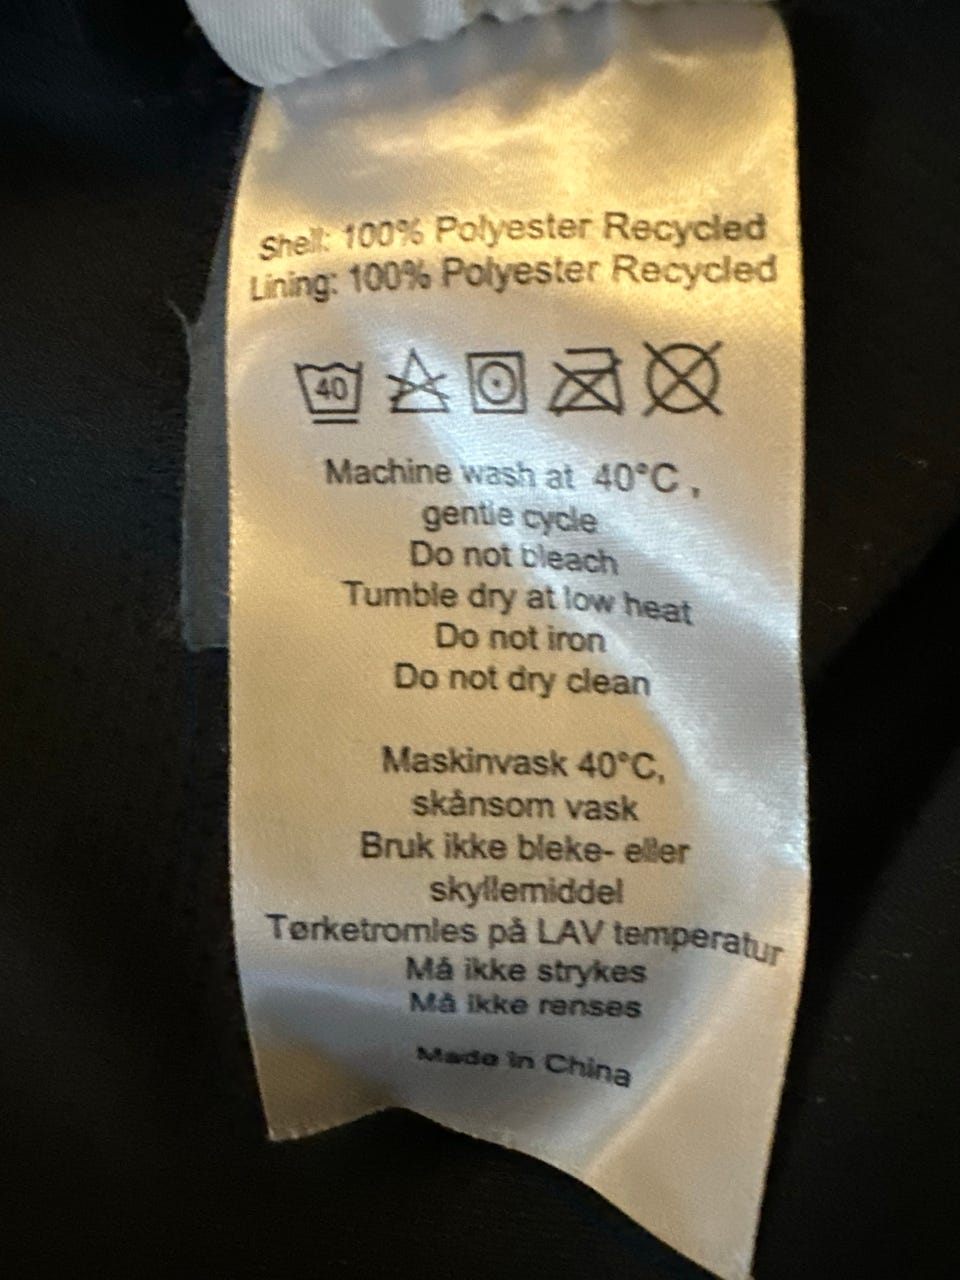 Shell: 100% Polyester Recycled
Lining: 100% Polyester Recycled
40
Machine wash at 40°C,
gentle cycle
Do not bleach
Tumble dry at low heat
Do not iron
Do not dry clean
Maskinvask 40°C,
skånsom vask
Bruk ikke bleke- eller
skyllemiddel
Tørketromles på LAV temperatur
Må ikke strykes
Må ikke renses
Made in China